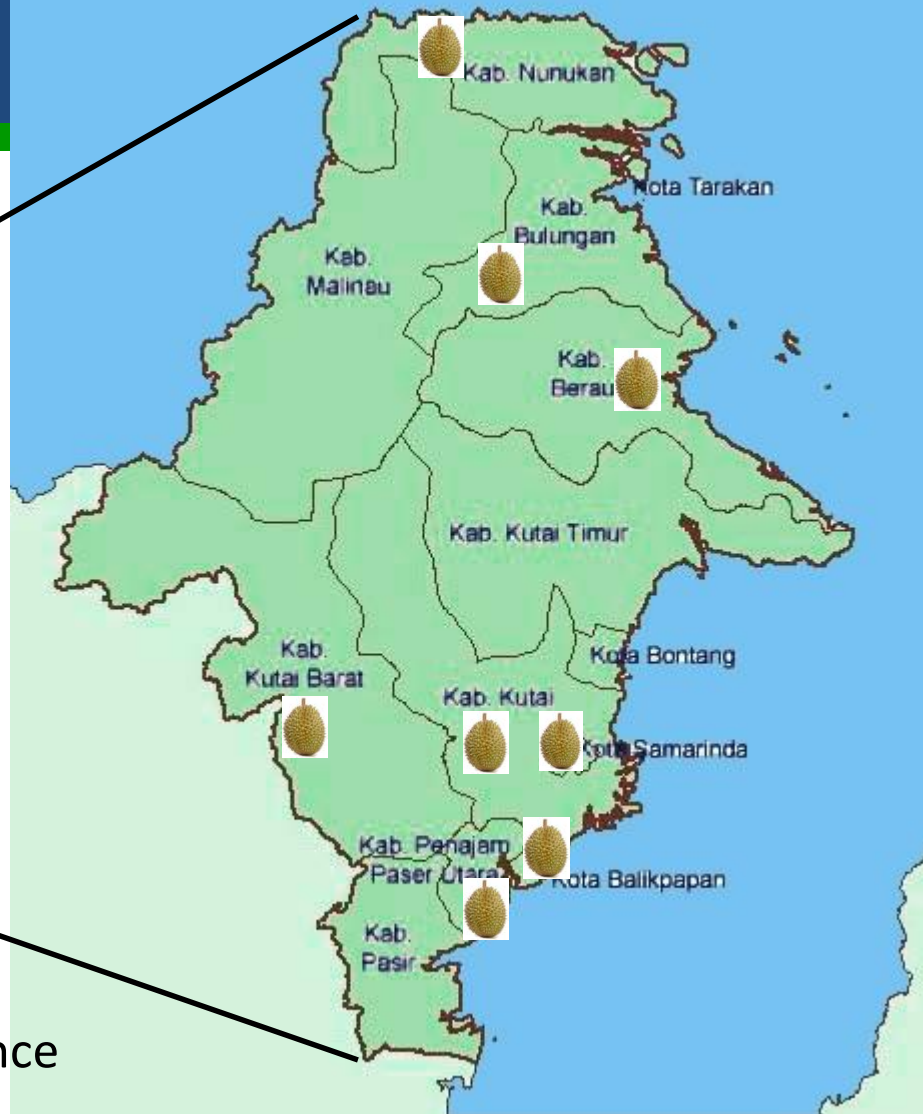 Kab. Nunukan
Kota Tarakan
Kab.
Bulungan
Kab.
Malinau
Kab.
Berau
Kab. Kutai Timur
Kab.
Kutai Barat
Kota Bontang
Kab. Kutai
Kota Samarinda
Kab. Penajam
Paser Utara
Kota Balikpapan
Kab.
Pasir
nce